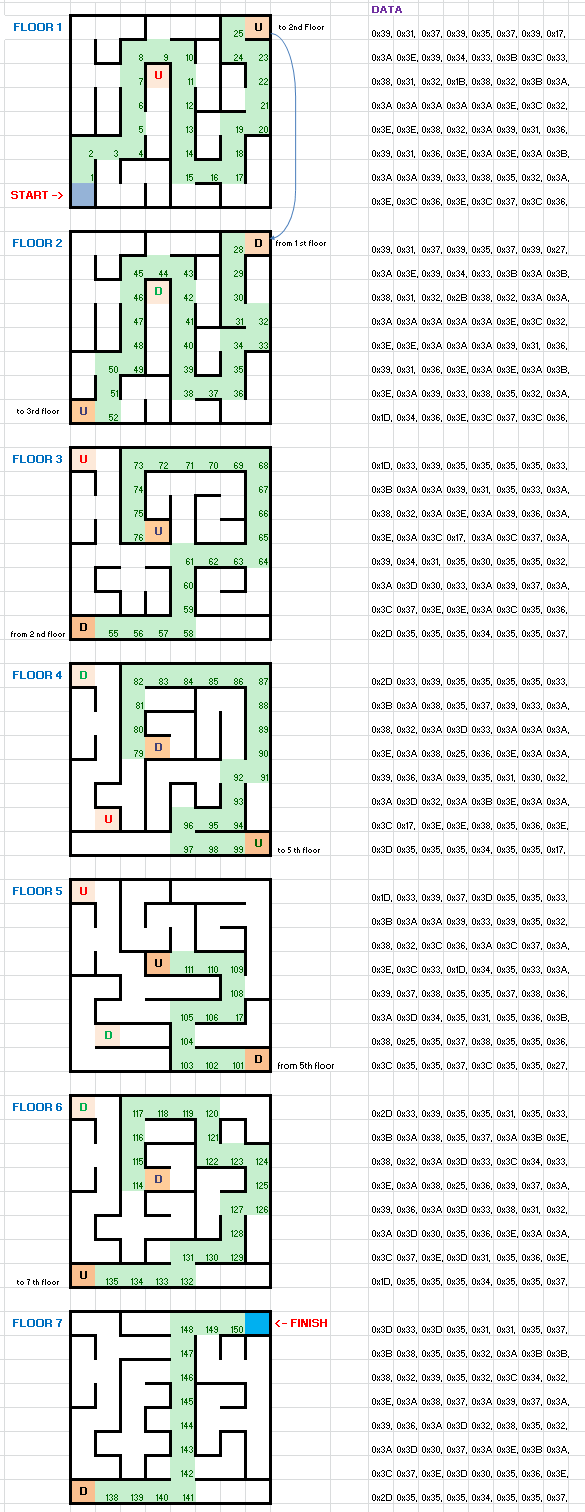 DATA
FLOOR 1 25 U to 2nd Floor 0x39, 0x31, 0x37, 0x39, 0x35, 0x37, 0x39, 0x17,
8 9 10 24 23 0x3A, 0x3E, 0x39, 0x34, 0x33, 0x3B, 0x3C, 0x33,
7 U 11 22 0x38, 0x31, 0x32, 0x1B, 0x38, 0x32, 0x3B, 0x3A,
6 12 21 0x3A, 0x3A, 0x3A, 0x3A, 0x3A, 0x3E, 0x3C, 0x32,
5 13 19 20 0x3E, 0x3E, 0x38, 0x32, 0x3A, 0x39, 0x31, 0x36,
2 3 4 14 18 0x39, 0x31, 0x36, 0x3E, 0x3A, 0x3E, 0x3A, 0x3B,
1 15 16 17 0x3A, 0x3A, 0x39, 0x33, 0x38, 0x35, 0x32, 0x3A,
START -> 0x3E, 0x3C, 0x36, 0x3E, 0x3C, 0x37, 0x3C, 0x36,
FLOOR 2 28 D from 1st floor 0x39, 0x31, 0x37, 0x39, 0x35, 0x37, 0x39, 0x27,
45 44 43 29 0x3A, 0x3E, 0x39, 0x34, 0x33, 0x3B, 0x3A, 0x3B,
46 D 42 30 0x38, 0x31, 0x32, 0x2B, 0x38, 0x32, 0x3A, 0x3A,
47 41 31 32 0x3A, 0x3A, 0x3A, 0x3A, 0x3A, 0x3E, 0x3C, 0x32,
48 40 34 33 0x3E, 0x3E, 0x3A, 0x3A, 0x3A, 0x39, 0x31, 0x36,
50 49 39 35 0x39, 0x31, 0x36, 0x3E, 0x3A, 0x3E, 0x3A, 0x3B,
51 38 37 36 0x3E, 0x3A, 0x39, 0x33, 0x38, 0x35, 0x32, 0x3A,
to 3rd floor U 52 0x1D, 0x34, 0x36, 0x3E, 0x3C, 0x37, 0x3C, 0x36,
FLOOR 3 U 73 72 71 70 69 68 0x1D, 0x33, 0x39, 0x35, 0x35, 0x35, 0x35, 0x33,
74 67 0x3B, 0x3A, 0x3A, 0x39, 0x31, 0x35, 0x33, 0x3A,
75 66 0x38, 0x32, 0x3A, 0x3E, 0x3A, 0x39, 0x36, 0x3A,
76 U 65 0x3E, 0x3A, 0x3C, 0x17, 0x3A, 0x3C, 0x37, 0x3A,
61 62 63 64 0x39, 0x34, 0x31, 0x35, 0x30, 0x35, 0x35, 0x32,
60 0x3A, 0x3D, 0x30, 0x33, 0x3A, 0x39, 0x37, 0x3A,
59 0x3C, 0x37, 0x3E, 0x3E, 0x3A, 0x3C, 0x35, 0x36,
from 2 nd floor D 55 56 57 58 0x2D, 0x35, 0x35, 0x35, 0x34, 0x35, 0x35, 0x37,
FLOOR 4 D 82 83 84 85 86 87 0x2D, 0x33, 0x39, 0x35, 0x35, 0x35, 0x35, 0x33,
81 88 0x3B, 0x3A, 0x38, 0x35, 0x37, 0x39, 0x33, 0x3A,
80 89 0x38, 0x32, 0x3A, 0x3D, 0x33, 0x3A, 0x3A, 0x3A,
79 D 90 0x3E, 0x3A, 0x38, 0x25, 0x36, 0x3E, 0x3A, 0x3A,
92 91 0x39, 0x36, 0x3A, 0x39, 0x35, 0x31, 0x30, 0x32,
93 0x3A, 0x3D, 0x32, 0x3A, 0x3B, 0x3E, 0x3A, 0x3A,
U 96 95 94 0x3C, 0x17, 0x3E, 0x3E, 0x38, 0x35, 0x36, 0x3E,
97 98 99 U to 5 th floor 0x3D, 0x35, 0x35, 0x35, 0x34, 0x35, 0x35, 0x17,
FLOOR 5 U 0x1D, 0x33, 0x39, 0x37, 0x3D, 0x35, 0x35, 0x33,
0x3B, 0x3A, 0x3A, 0x39, 0x33, 0x39, 0x35, 0x32,
0x38, 0x32, 0x3C, 0x36, 0x3A, 0x3C, 0x37, 0x3A,
U 111 110 109 0x3E, 0x3C, 0x33, 0x1D, 0x34, 0x35, 0x33, 0x3A,
108 0x39, 0x37, 0x38, 0x35, 0x35, 0x37, 0x38, 0x36,
105 106 17 0x3A, 0x3D, 0x34, 0x35, 0x31, 0x35, 0x36, 0x3B,
D 104 0x38, 0x25, 0x35, 0x37, 0x38, 0x35, 0x35, 0x36,
103 102 101 D from 5th floor 0x3C, 0x35, 0x35, 0x37, 0x3C, 0x35, 0x35, 0x27,
FLOOR 6 D 117 118 119 120 0x2D, 0x33, 0x39, 0x35, 0x35, 0x31, 0x35, 0x33,
116 121 0x3B, 0x3A, 0x38, 0x35, 0x37, 0x3A, 0x3B, 0x3E,
115 122 123 124 0x38, 0x32, 0x3A, 0x3D, 0x33, 0x3C, 0x34, 0x33,
114 D 125 0x3E, 0x3A, 0x38, 0x25, 0x36, 0x39, 0x37, 0x3A,
127 126 0x39, 0x36, 0x3A, 0x3D, 0x33, 0x38, 0x31, 0x32,
128 0x3A, 0x3D, 0x30, 0x35, 0x36, 0x3E, 0x3A, 0x3A,
131 130 129 0x3C, 0x37, 0x3E, 0x3D, 0x31, 0x35, 0x36, 0x3E,
to 7 th floor U 135 134 133 132 0x1D, 0x35, 0x35, 0x35, 0x34, 0x35, 0x35, 0x37,
FLOOR 7 148 149 150 <- FINISH 0x3D, 0x33, 0x3D, 0x35, 0x31, 0x31, 0x35, 0x37,
147 0x3B, 0x38, 0x35, 0x35, 0x32, 0x3A, 0x3B, 0x3B,
146 0x38, 0x32, 0x39, 0x35, 0x32, 0x3C, 0x34, 0x32,
145 0x3E, 0x3A, 0x38, 0x37, 0x3A, 0x39, 0x37, 0x3A,
144 0x39, 0x36, 0x3A, 0x3D, 0x32, 0x38, 0x35, 0x32,
143 0x3A, 0x3D, 0x30, 0x37, 0x3A, 0x3E, 0x3B, 0x3A,
142 0x3C, 0x37, 0x3E, 0x3D, 0x30, 0x35, 0x36, 0x3E,
D 138 139 140 141 0x2D, 0x35, 0x35, 0x35, 0x34, 0x35, 0x35, 0x37,